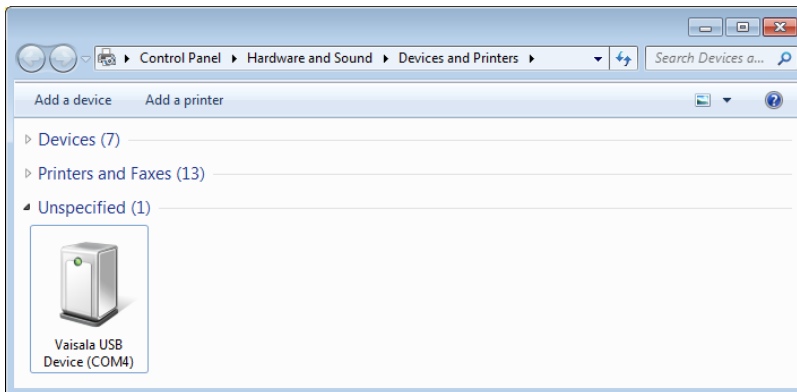 Control Panel Hardware and Sound Devices and Printers Search Devices a...
Add a device Add a printer
Devices (7)
Printers and Faxes (13)
Unspecified (1)
Vaisala USB
Device (COM4)